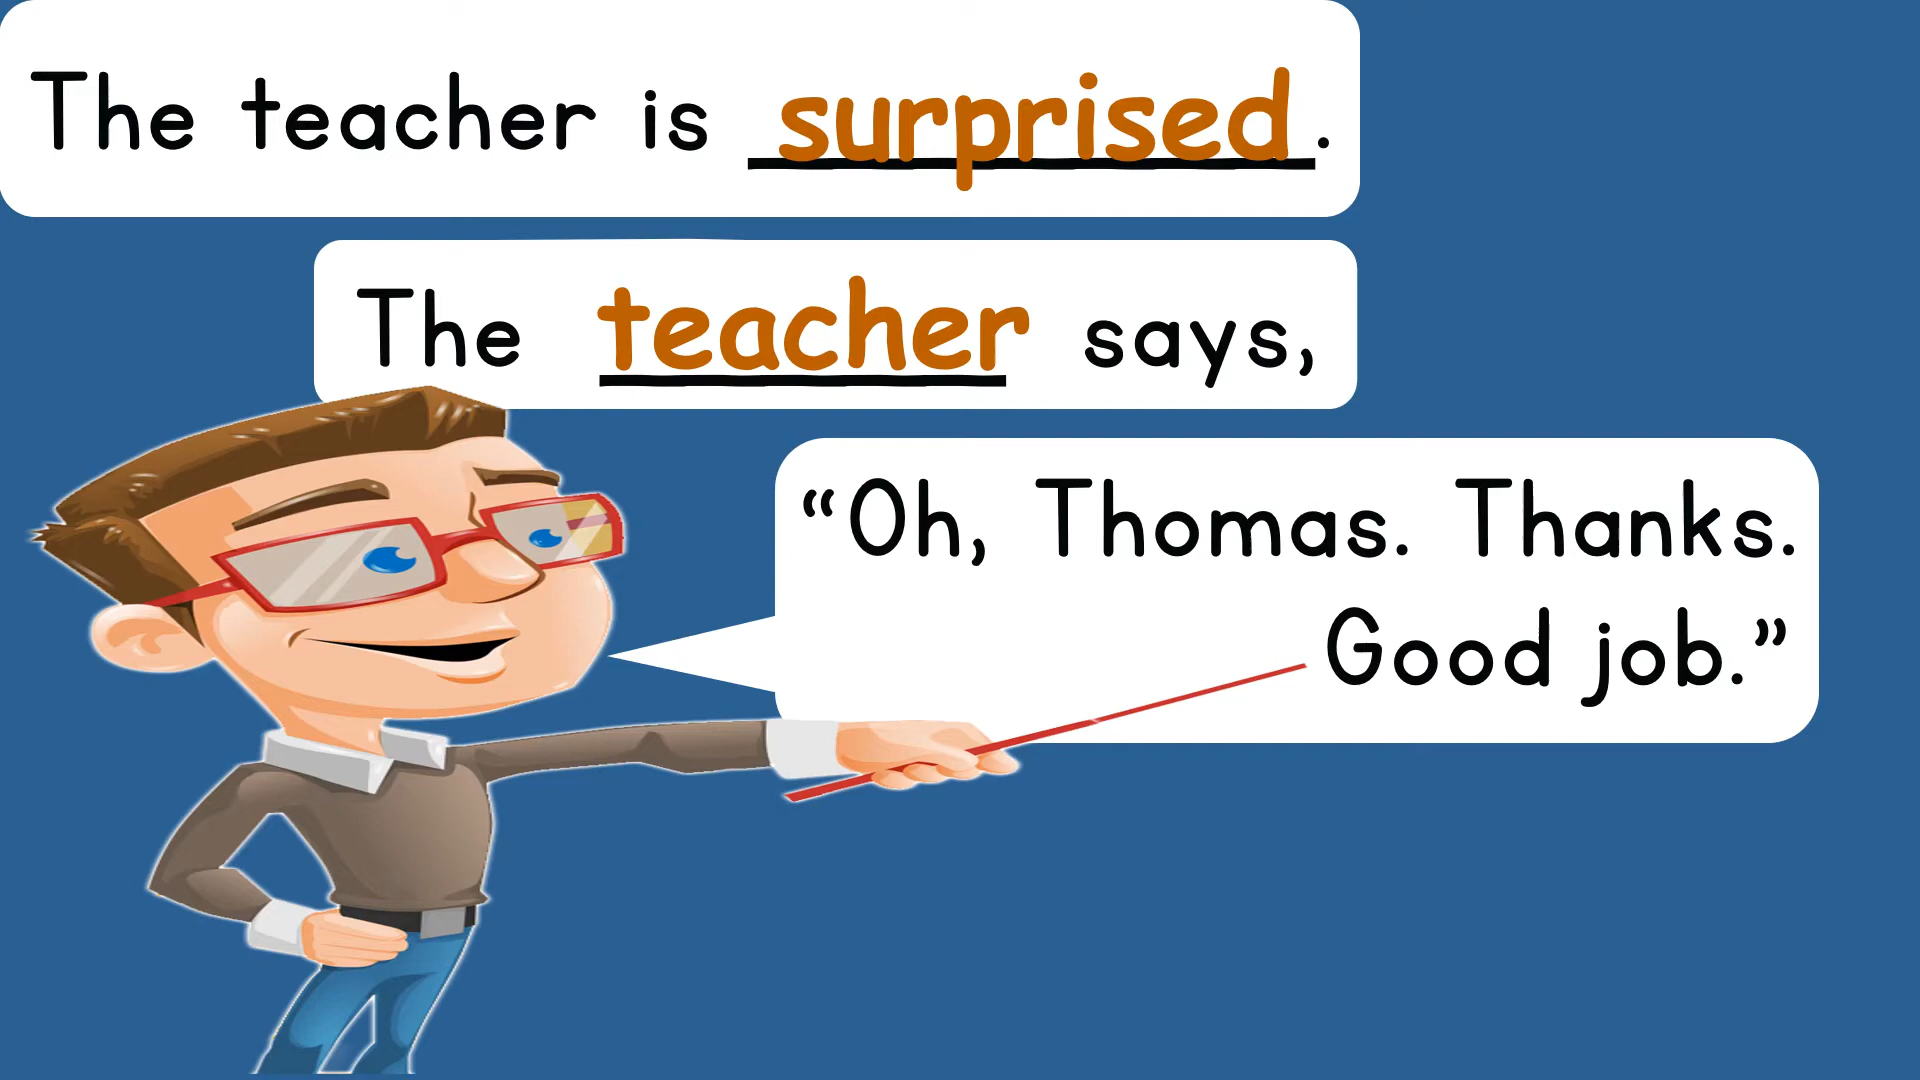 The teacher is surprised.
The teacher says,
“Oh, Thomas. Thanks.
Good job.”